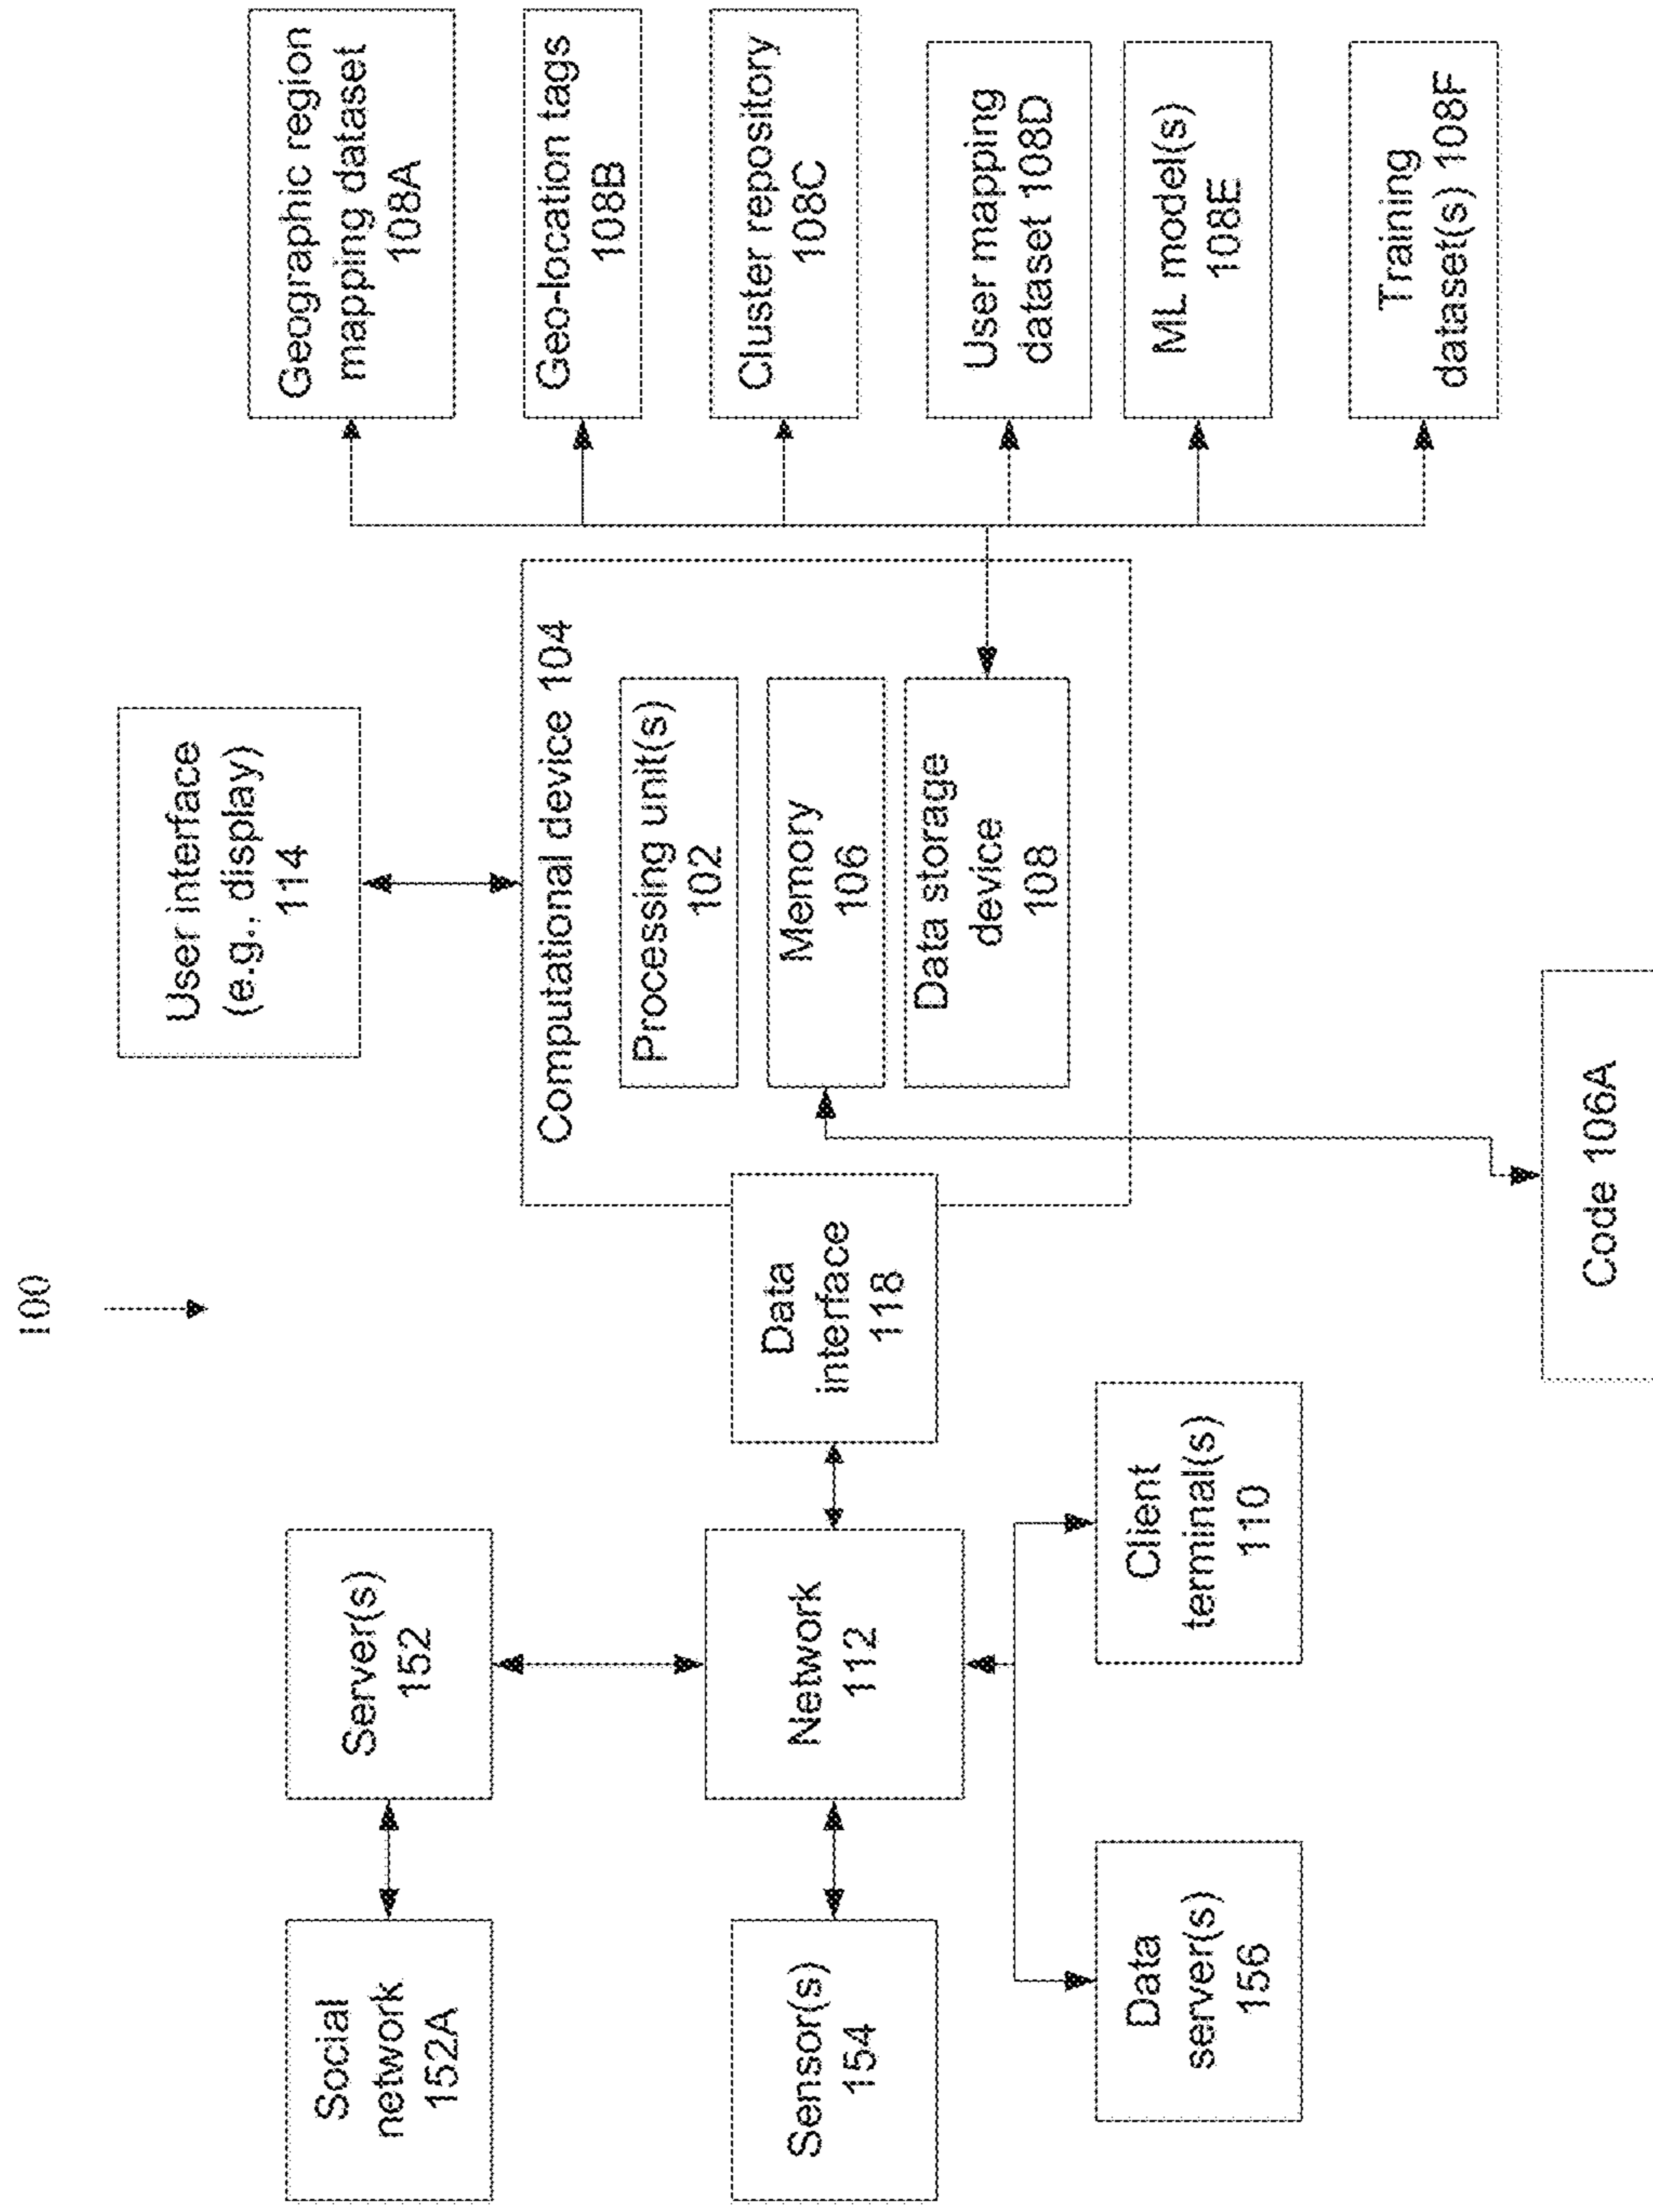 100
User interface
(e.g., display)
114
Social
network
152A
Server(s)
152
Sensor(s)
154
Network
112
Data
interface
118
Data
server(s)
156
Client
terminal(s)
110
Computational device 104
Processing unit(s)
102
Memory
106
Data storage
device
108
Code 106A
Geographic region
mapping dataset
108A
Geo-location tags
108B
Cluster repository
108C
User mapping
dataset 108D
ML model(s)
108E
Training
dataset(s) 108F